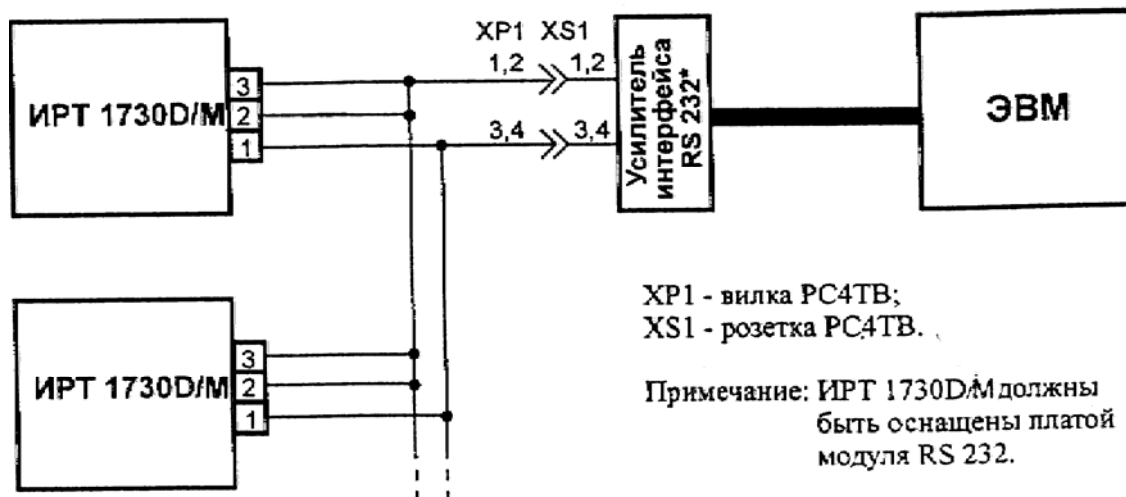 XP1 XS1
1,2 1,2
3,4 3,4
ИРТ 1730D/M
3
2
1
Усилитель
интерфейса
RS 232*
ЭВМ
ИРТ 1730D/M
3
2
1
XP1 - вилка РС4ТВ;
XS1 - розетка РС4ТВ.
Примечание: ИРТ 1730D/M должны
быть оснащены платой
модуля RS 232.